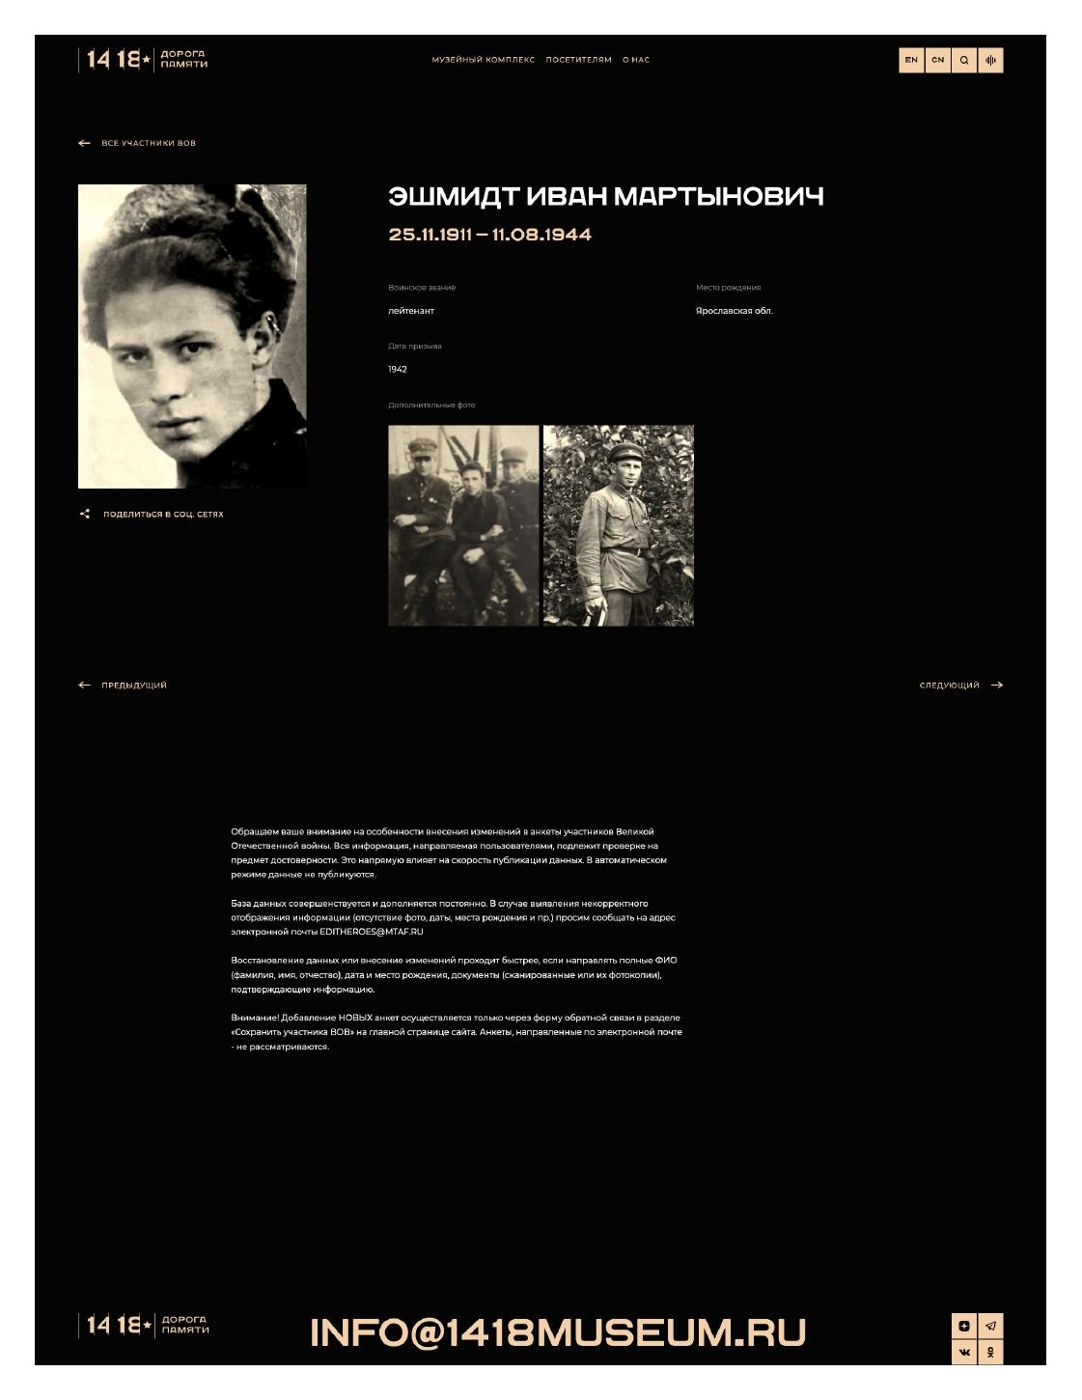 1418★ ДОРОГА ПАМЯТИ
МУЗЕЙНЫЙ КОМПЛЕКС ПОСЕТИТЕЛЯМ О НАС
EN CN
ВСЕ УЧАСТНИКИ ВОВ
ЭШМИДТ ИВАН МАРТЫНОВИЧ
25.11.1911 – 11.08.1944
Воинское звание
лейтенант
Место рождения
Ярославская обл.
Дата призыва
1942
Дополнительные фото
ПОДЕЛИТЬСЯ В СОЦ. СЕТЯХ
ПРЕДЫДУЩИЙ
СЛЕДУЮЩИЙ
Обращаем ваше внимание на особенности внесения изменений в анкеты участников Великой
Отечественной войны. Вся информация, направляемая пользователями, подлежит проверке на
предмет достоверности. Это напрямую влияет на скорость публикации данных. В автоматическом
режиме данные не публикуются.
База данных совершенствуется и дополняется постоянно. В случае выявления некорректного
отображения информации (отсутствие фото, даты, места рождения и пр.) просим сообщать на адрес
электронной почты EDITHEROES@MTAF.RU
Восстановление данных или внесение изменений проходит быстрее, если направлять полные ФИО
(фамилия, имя, отчество), дата и место рождения, документы (сканированные или их фотокопии),
подтверждающие информацию.
Внимание! Добавление НОВЫХ анкет осуществляется только через форму обратной связи в разделе
«Сохранить участника ВОВ» на главной странице сайта. Анкеты, направленные по электронной почте
- не рассматриваются.
1418★ ДОРОГА ПАМЯТИ
INFO@1418MUSEUM.RU